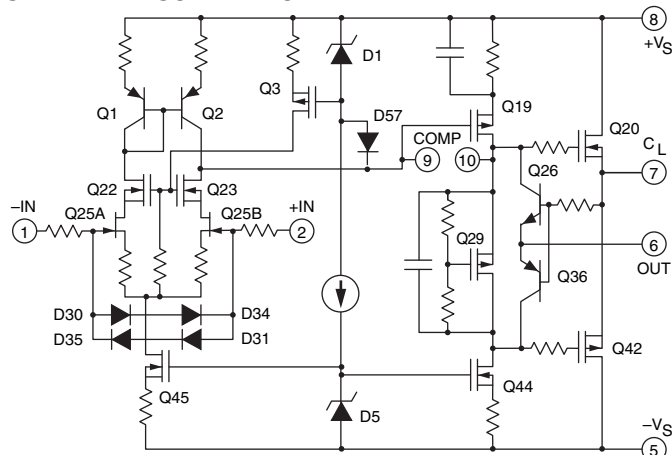 8
+VS
D1
Q3
Q1
Q2
Q19
D57
Q20
COMP
9
10
CL
7
Q26
Q22
Q23
–IN
Q25A
Q25B
+IN
1
2
Q29
6
OUT
Q36
D30
D34
D35
D31
Q42
Q45
Q44
D5
–VS
5